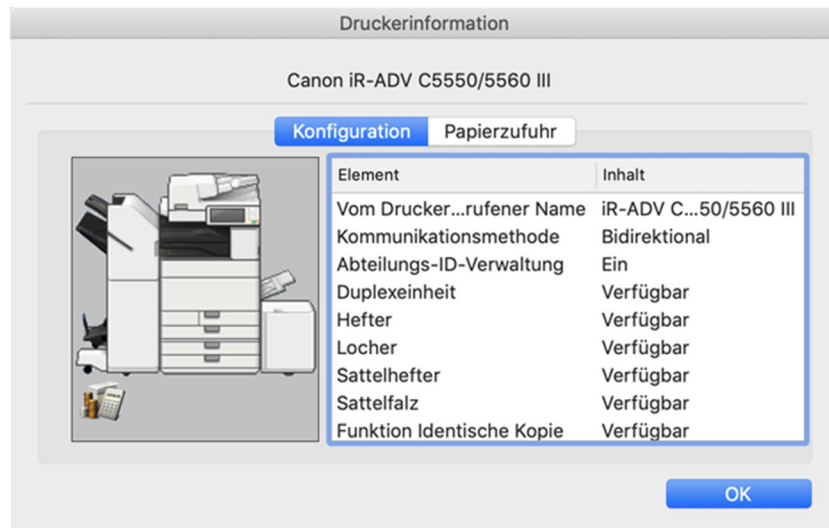 Druckerinformation
Canon iR-ADV C5550/5560 III
Konfiguration Papierzufuhr
Element Inhalt
Vom Drucker...rufener Name iR-ADV C...50/5560 III
Kommunikationsmethode Bidirektional
Abteilungs-ID-Verwaltung Ein
Duplexeinheit Verfügbar
Hefter Verfügbar
Locher Verfügbar
Sattelhefter Verfügbar
Sattelfalz Verfügbar
Funktion Identische Kopie Verfügbar
OK